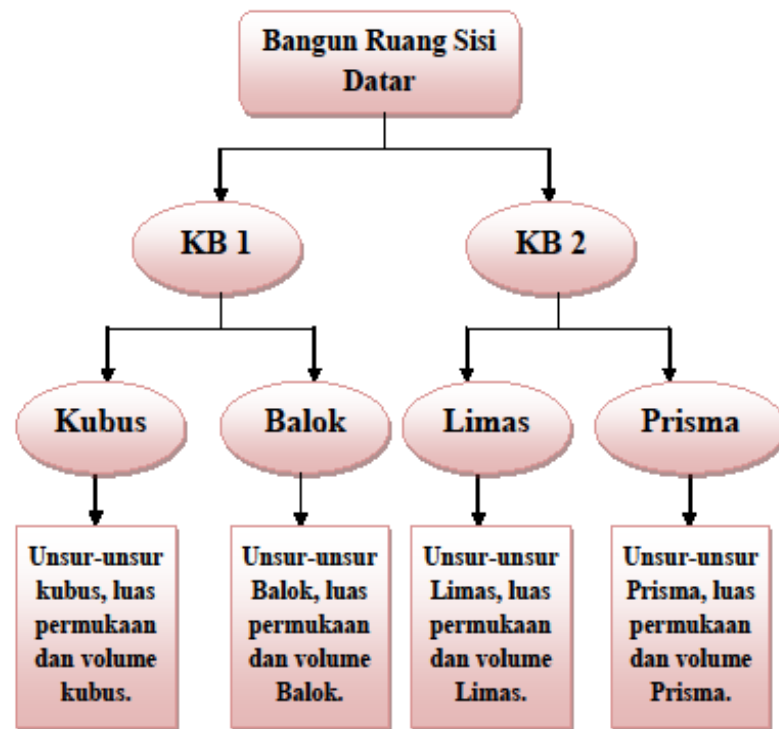 Bangun Ruang Sisi
Datar
KB 1
KB 2
Kubus
Balok
Limas
Prisma
Unsur-unsur
kubus, luas
permukaan
dan volume
kubus.
Unsur-unsur
Balok, luas
permukaan
dan volume
Balok.
Unsur-unsur
Limas, luas
permukaan
dan volume
Limas.
Unsur-unsur
Prisma, luas
permukaan
dan volume
Prisma.